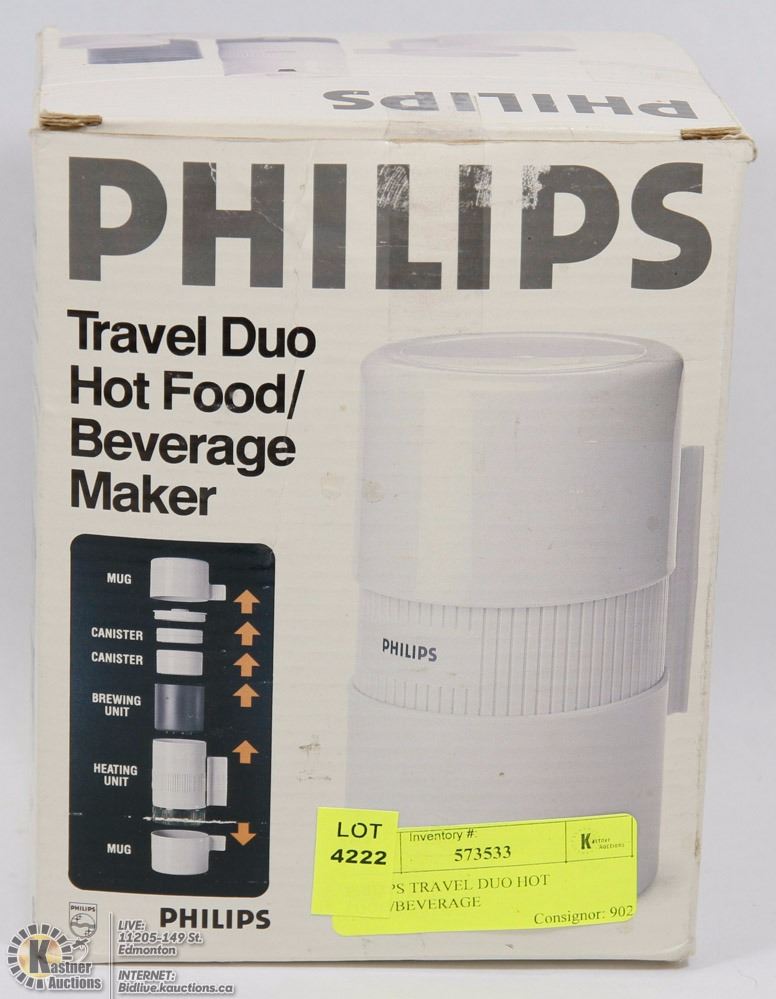 PHILIPS
PHILIPS
Travel Duo
Hot Food/
Beverage
Maker
MUG
CANISTER
CANISTER
BREWING
UNIT
HEATING
UNIT
MUG
PHILIPS
PHILIPS
PHILIPS
LOT
4222
Inventory #:
573533
Kastner
Auctions
PS TRAVEL DUO HOT
/BEVERAGE
Consignor: 902
K
Kastner
Auctions
LIVE:
11205-149 St.
Edmonton
INTERNET:
Bidlive.kauctions.ca